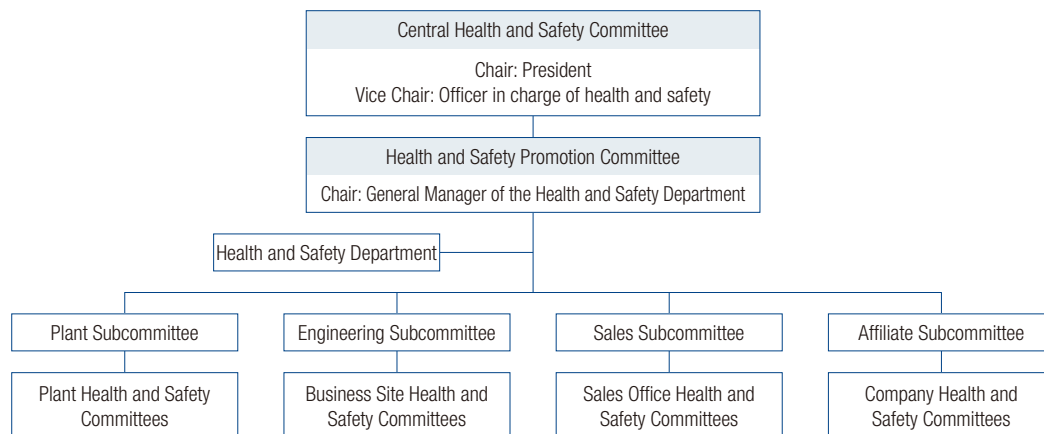 Central Health and Safety Committee
Chair: President
Vice Chair: Officer in charge of health and safety
Health and Safety Promotion Committee
Chair: General Manager of the Health and Safety Department
Health and Safety Department
Plant Subcommittee
Engineering Subcommittee
Sales Subcommittee
Affiliate Subcommittee
Plant Health and Safety
Committees
Business Site Health and
Safety Committees
Sales Office Health and
Safety Committees
Company Health and
Safety Committees